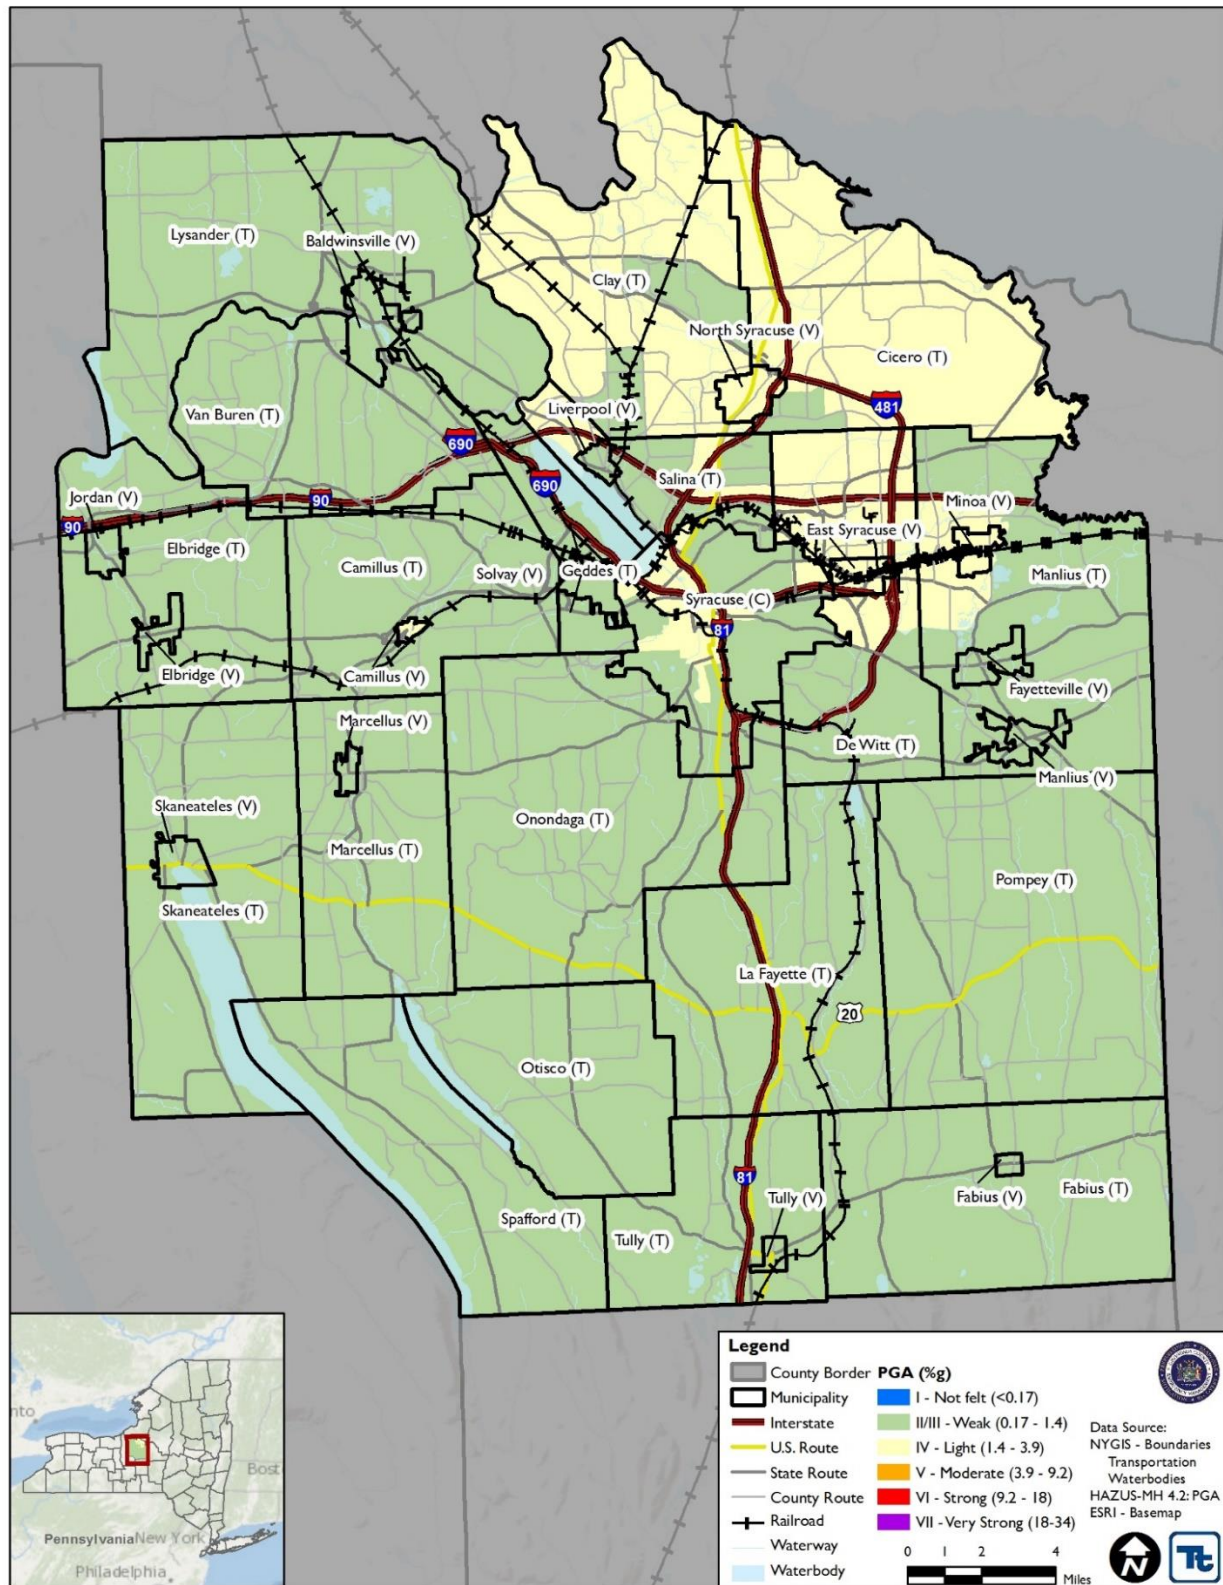 Lysander (T)
Baldwinsville (V)
Clay (T)
North Syracuse (V)
Cicero (T)
Van Buren (T)
Liverpool (V)
481
690
690
Salina (T)
Jordan (V)
90
90
Minoa (V)
East Syracuse (V)
Elbridge (T)
Camillus (T)
Solvay (V)
Geddes (T)
Manlius (T)
Syracuse (C)
81
Elbridge (V)
Camillus (V)
Fayetteville (V)
Marcellus (V)
De Witt (T)
Manlius (V)
Skaneateles (V)
Onondaga (T)
Marcellus (T)
Pompey (T)
Skaneateles (T)
La Fayette (T)
20
Otisco (T)
81
Tully (V)
Fabius (V)
Fabius (T)
Spafford (T)
Tully (T)
nto
Bost
Pennsylvania
New York
Philadelphia
Legend
County Border
Municipality
Interstate
U.S. Route
State Route
County Route
Railroad
Waterway
Waterbody
PGA (%g)
I - Not felt (<0.17)
II/III - Weak (0.17 - 1.4)
IV - Light (1.4 - 3.9)
V - Moderate (3.9 - 9.2)
VI - Strong (9.2 - 18)
VII - Very Strong (18-34)
0 1 2 4
Miles
Data Source:
NYGIS - Boundaries
Transportation
Waterbodies
HAZUS-MH 4.2: PGA
ESRI - Basemap
N
Tt